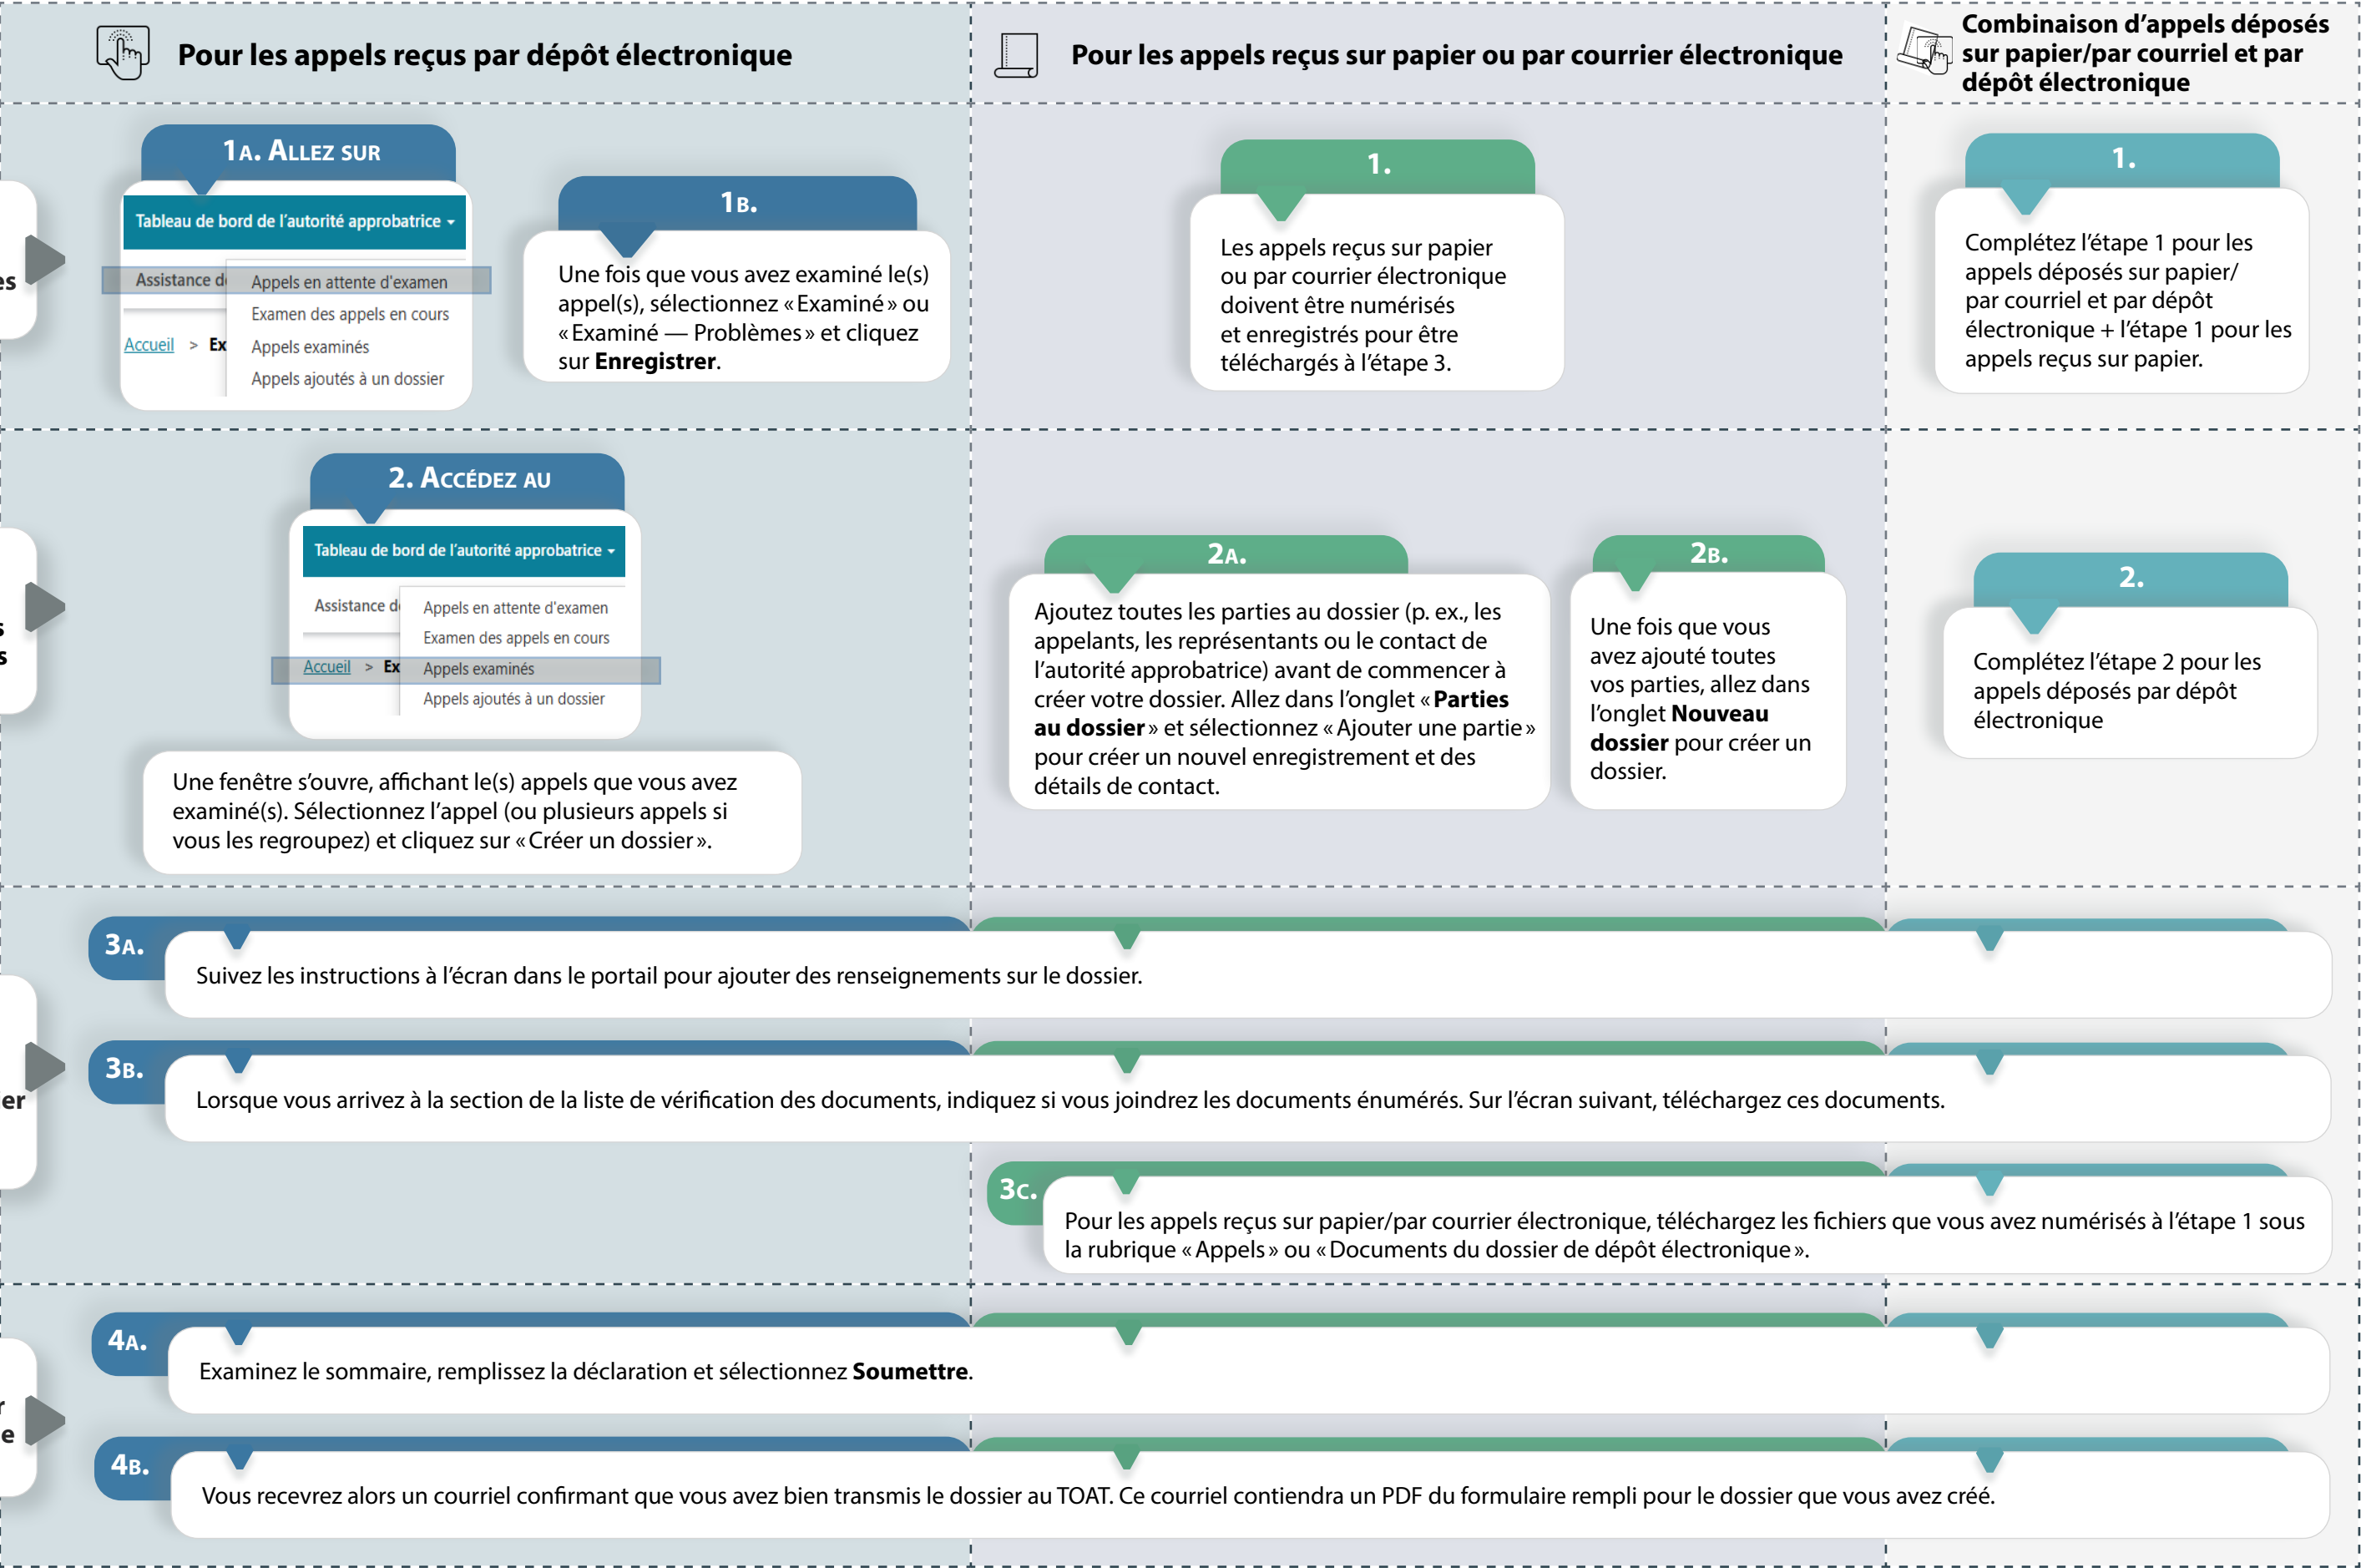 Pour les appels reçus par dépôt électronique
Pour les appels reçus sur papier ou par courrier électronique
Combinaison d’appels déposés
sur papier/par courriel et par
dépôt électronique
es
1A. ALLEZ SUR
Tableau de bord de l'autorité approbatrice
Assistance d
Appels en attente d'examen
Examen des appels en cours
Accueil > Ex
Appels examinés
Appels ajoutés à un dossier
1B.
Une fois que vous avez examiné le(s)
appel(s), sélectionnez « Examiné » ou
« Examiné — Problèmes » et cliquez
sur Enregistrer.
1.
Les appels reçus sur papier
ou par courrier électronique
doivent être numérisés
et enregistrés pour être
téléchargés à l’étape 3.
1.
Complétez l’étape 1 pour les
appels déposés sur papier/
par courriel et par dépôt
électronique + l’étape 1 pour les
appels reçus sur papier.
s
s
2. ACCÉDEZ AU
Tableau de bord de l'autorité approbatrice
Assistance d
Appels en attente d'examen
Examen des appels en cours
Accueil > Ex
Appels examinés
Appels ajoutés à un dossier
Une fenêtre s’ouvre, affichant le(s) appels que vous avez
examiné(s). Sélectionnez l’appel (ou plusieurs appels si
vous les regroupez) et cliquez sur « Créer un dossier ».
2A.
Ajoutez toutes les parties au dossier (p. ex., les
appelants, les représentants ou le contact de
l’autorité approbatrice) avant de commencer à
créer votre dossier. Allez dans l’onglet « Parties
au dossier » et sélectionnez « Ajouter une partie »
pour créer un nouvel enregistrement et des
détails de contact.
2B.
Une fois que vous
avez ajouté toutes
vos parties, allez dans
l’onglet Nouveau
dossier pour créer un
dossier.
2.
Complétez l’étape 2 pour les
appels déposés par dépôt
électronique
er
3A.
Suivez les instructions à l’écran dans le portail pour ajouter des renseignements sur le dossier.
3B.
Lorsque vous arrivez à la section de la liste de vérification des documents, indiquez si vous joindrez les documents énumérés. Sur l’écran suivant, téléchargez ces documents.
3C.
Pour les appels reçus sur papier/par courrier électronique, téléchargez les fichiers que vous avez numérisés à l’étape 1 sous
la rubrique « Appels » ou « Documents du dossier de dépôt électronique ».
r
e
4A.
Examinez le sommaire, remplissez la déclaration et sélectionnez Soumettre.
4B.
Vous recevrez alors un courriel confirmant que vous avez bien transmis le dossier au TOAT. Ce courriel contiendra un PDF du formulaire rempli pour le dossier que vous avez créé.